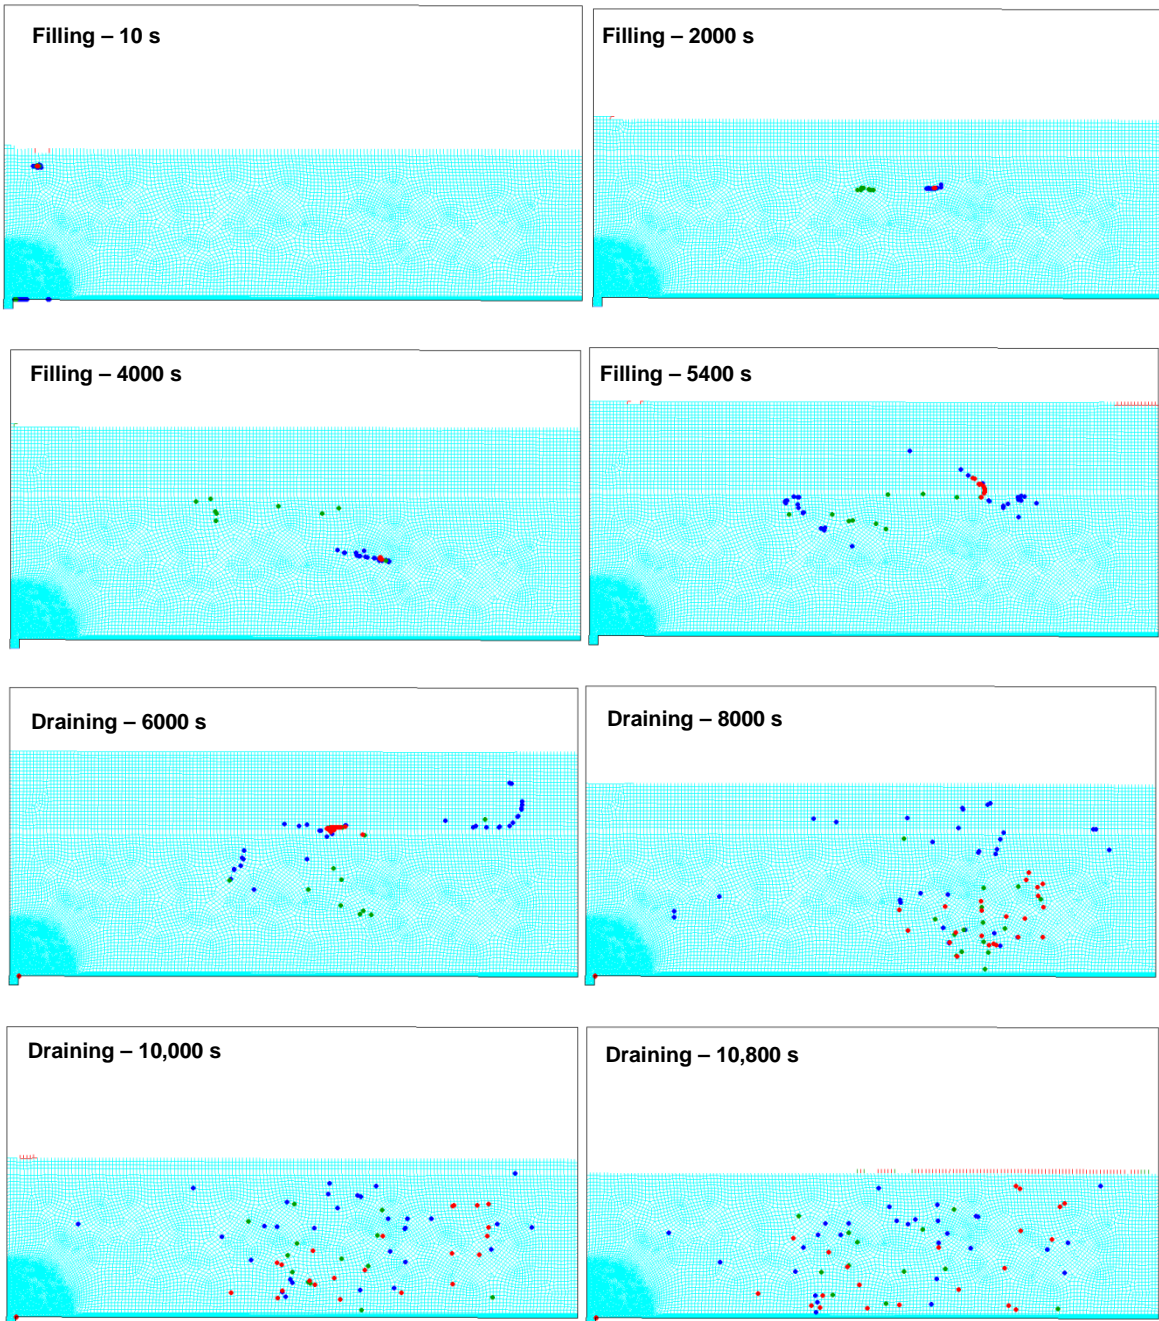 Filling – 10 s
Filling – 2000 s
Filling – 4000 s
Filling – 5400 s
Draining – 6000 s
Draining – 8000 s
Draining – 10,000 s
Draining – 10,800 s